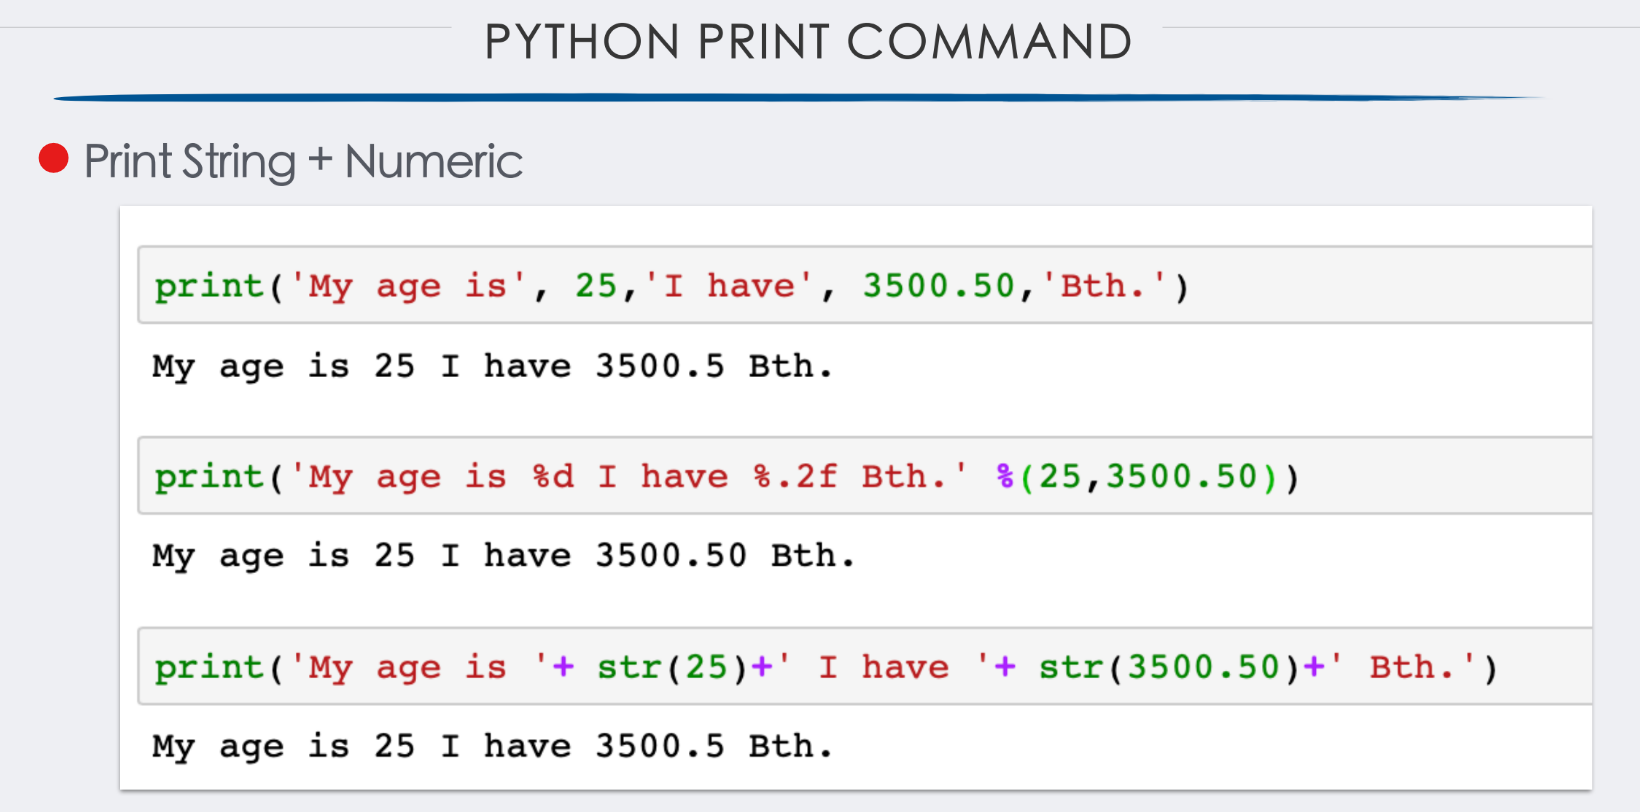 PYTHON PRINT COMMAND
Print String + Numeric
print('My age is', 25,'I have', 3500.50,'Bth.')
My age is 25 I have 3500.5 Bth.
print('My age is %d I have %.2f Bth.' %(25,3500.50))
My age is 25 I have 3500.50 Bth.
print('My age is '+ str(25)+' I have '+ str(3500.50)+' Bth.')
My age is 25 I have 3500.5 Bth.